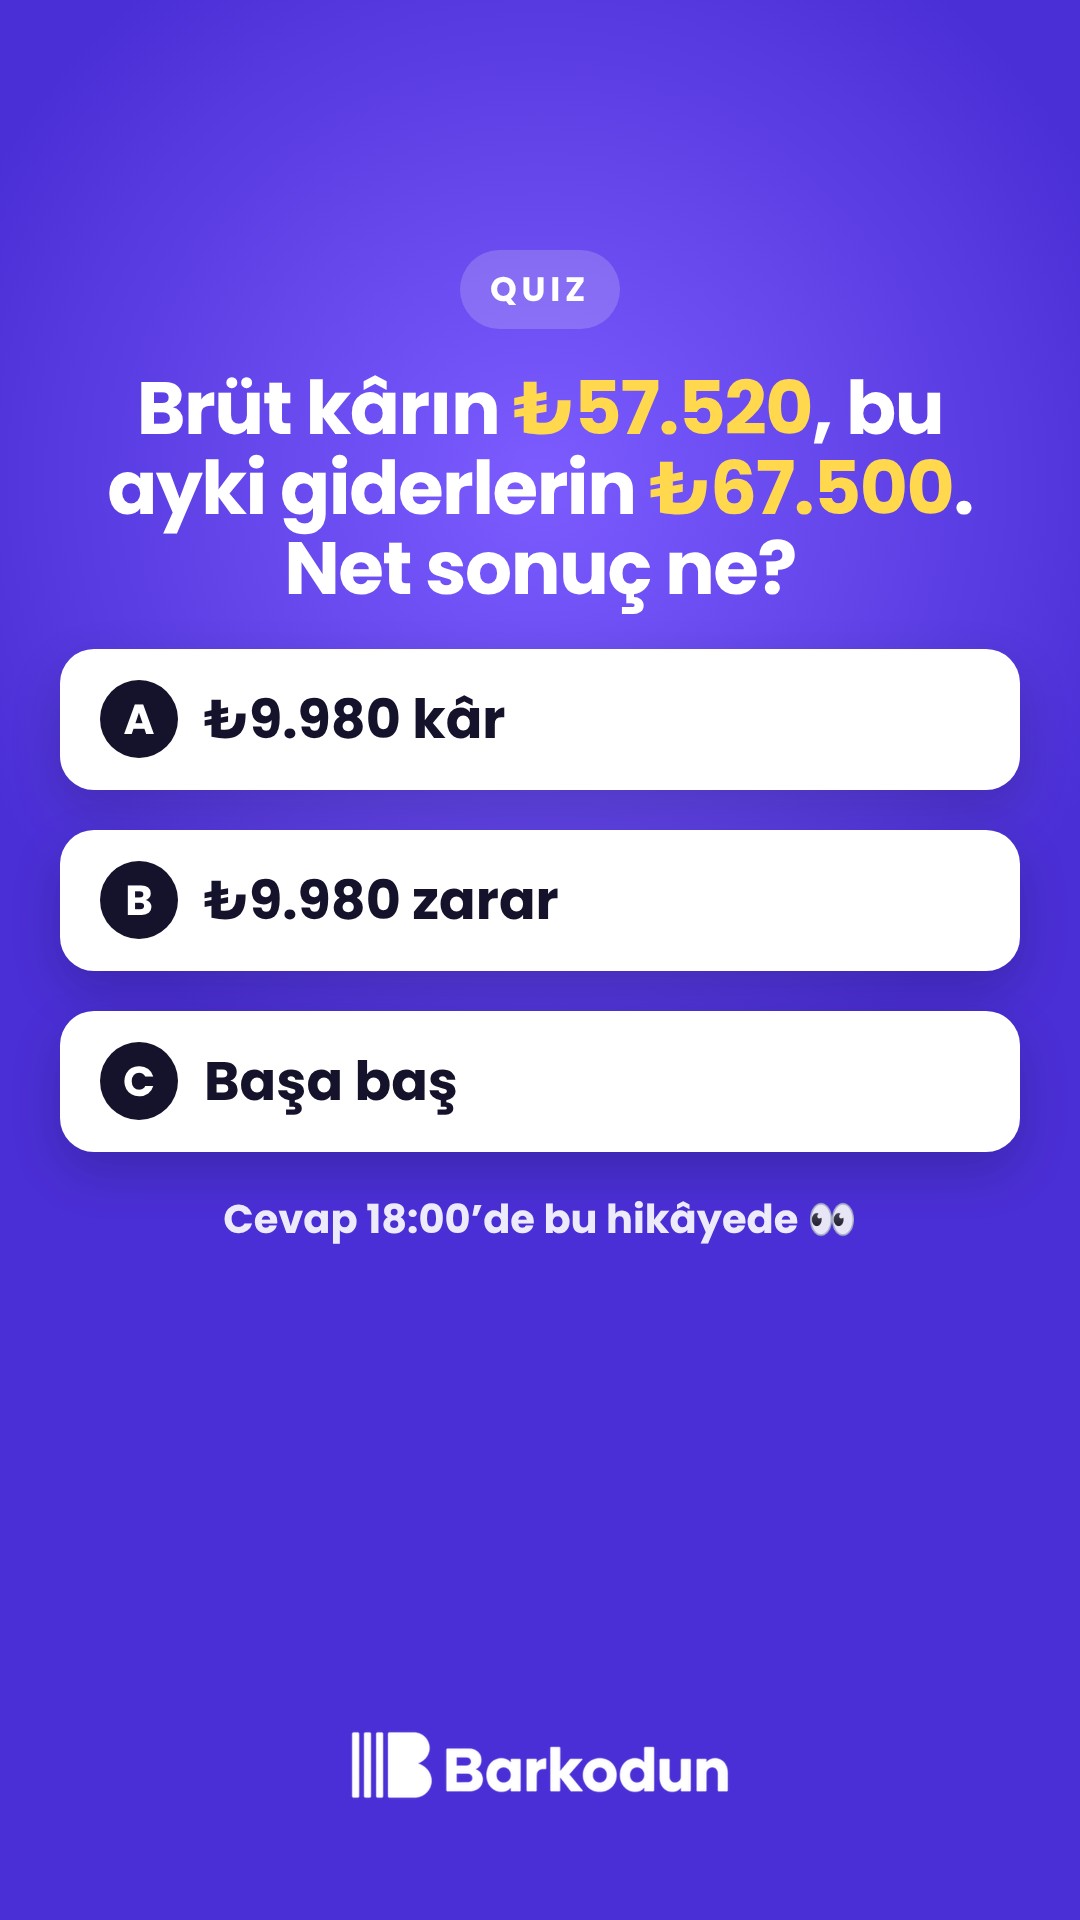 QUIZ
Brüt kârın ₺57.520, bu
ayki giderlerin ₺67.500.
Net sonuç ne?
A ₺9.980 kâr
B ₺9.980 zarar
C Başa baş
Cevap 18:00’de bu hikâyede 👀
Barkodun